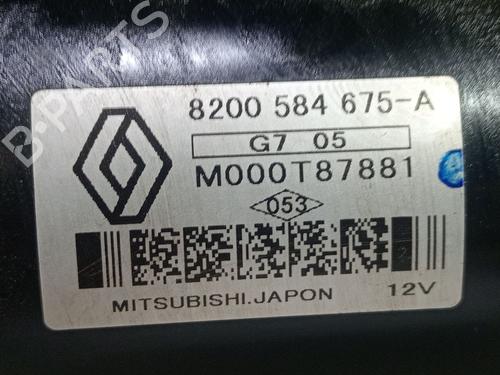 8200 584 675-A
G7 05
M000T87881
053
MITSUBISHI.JAPON 12V
B-PARTS